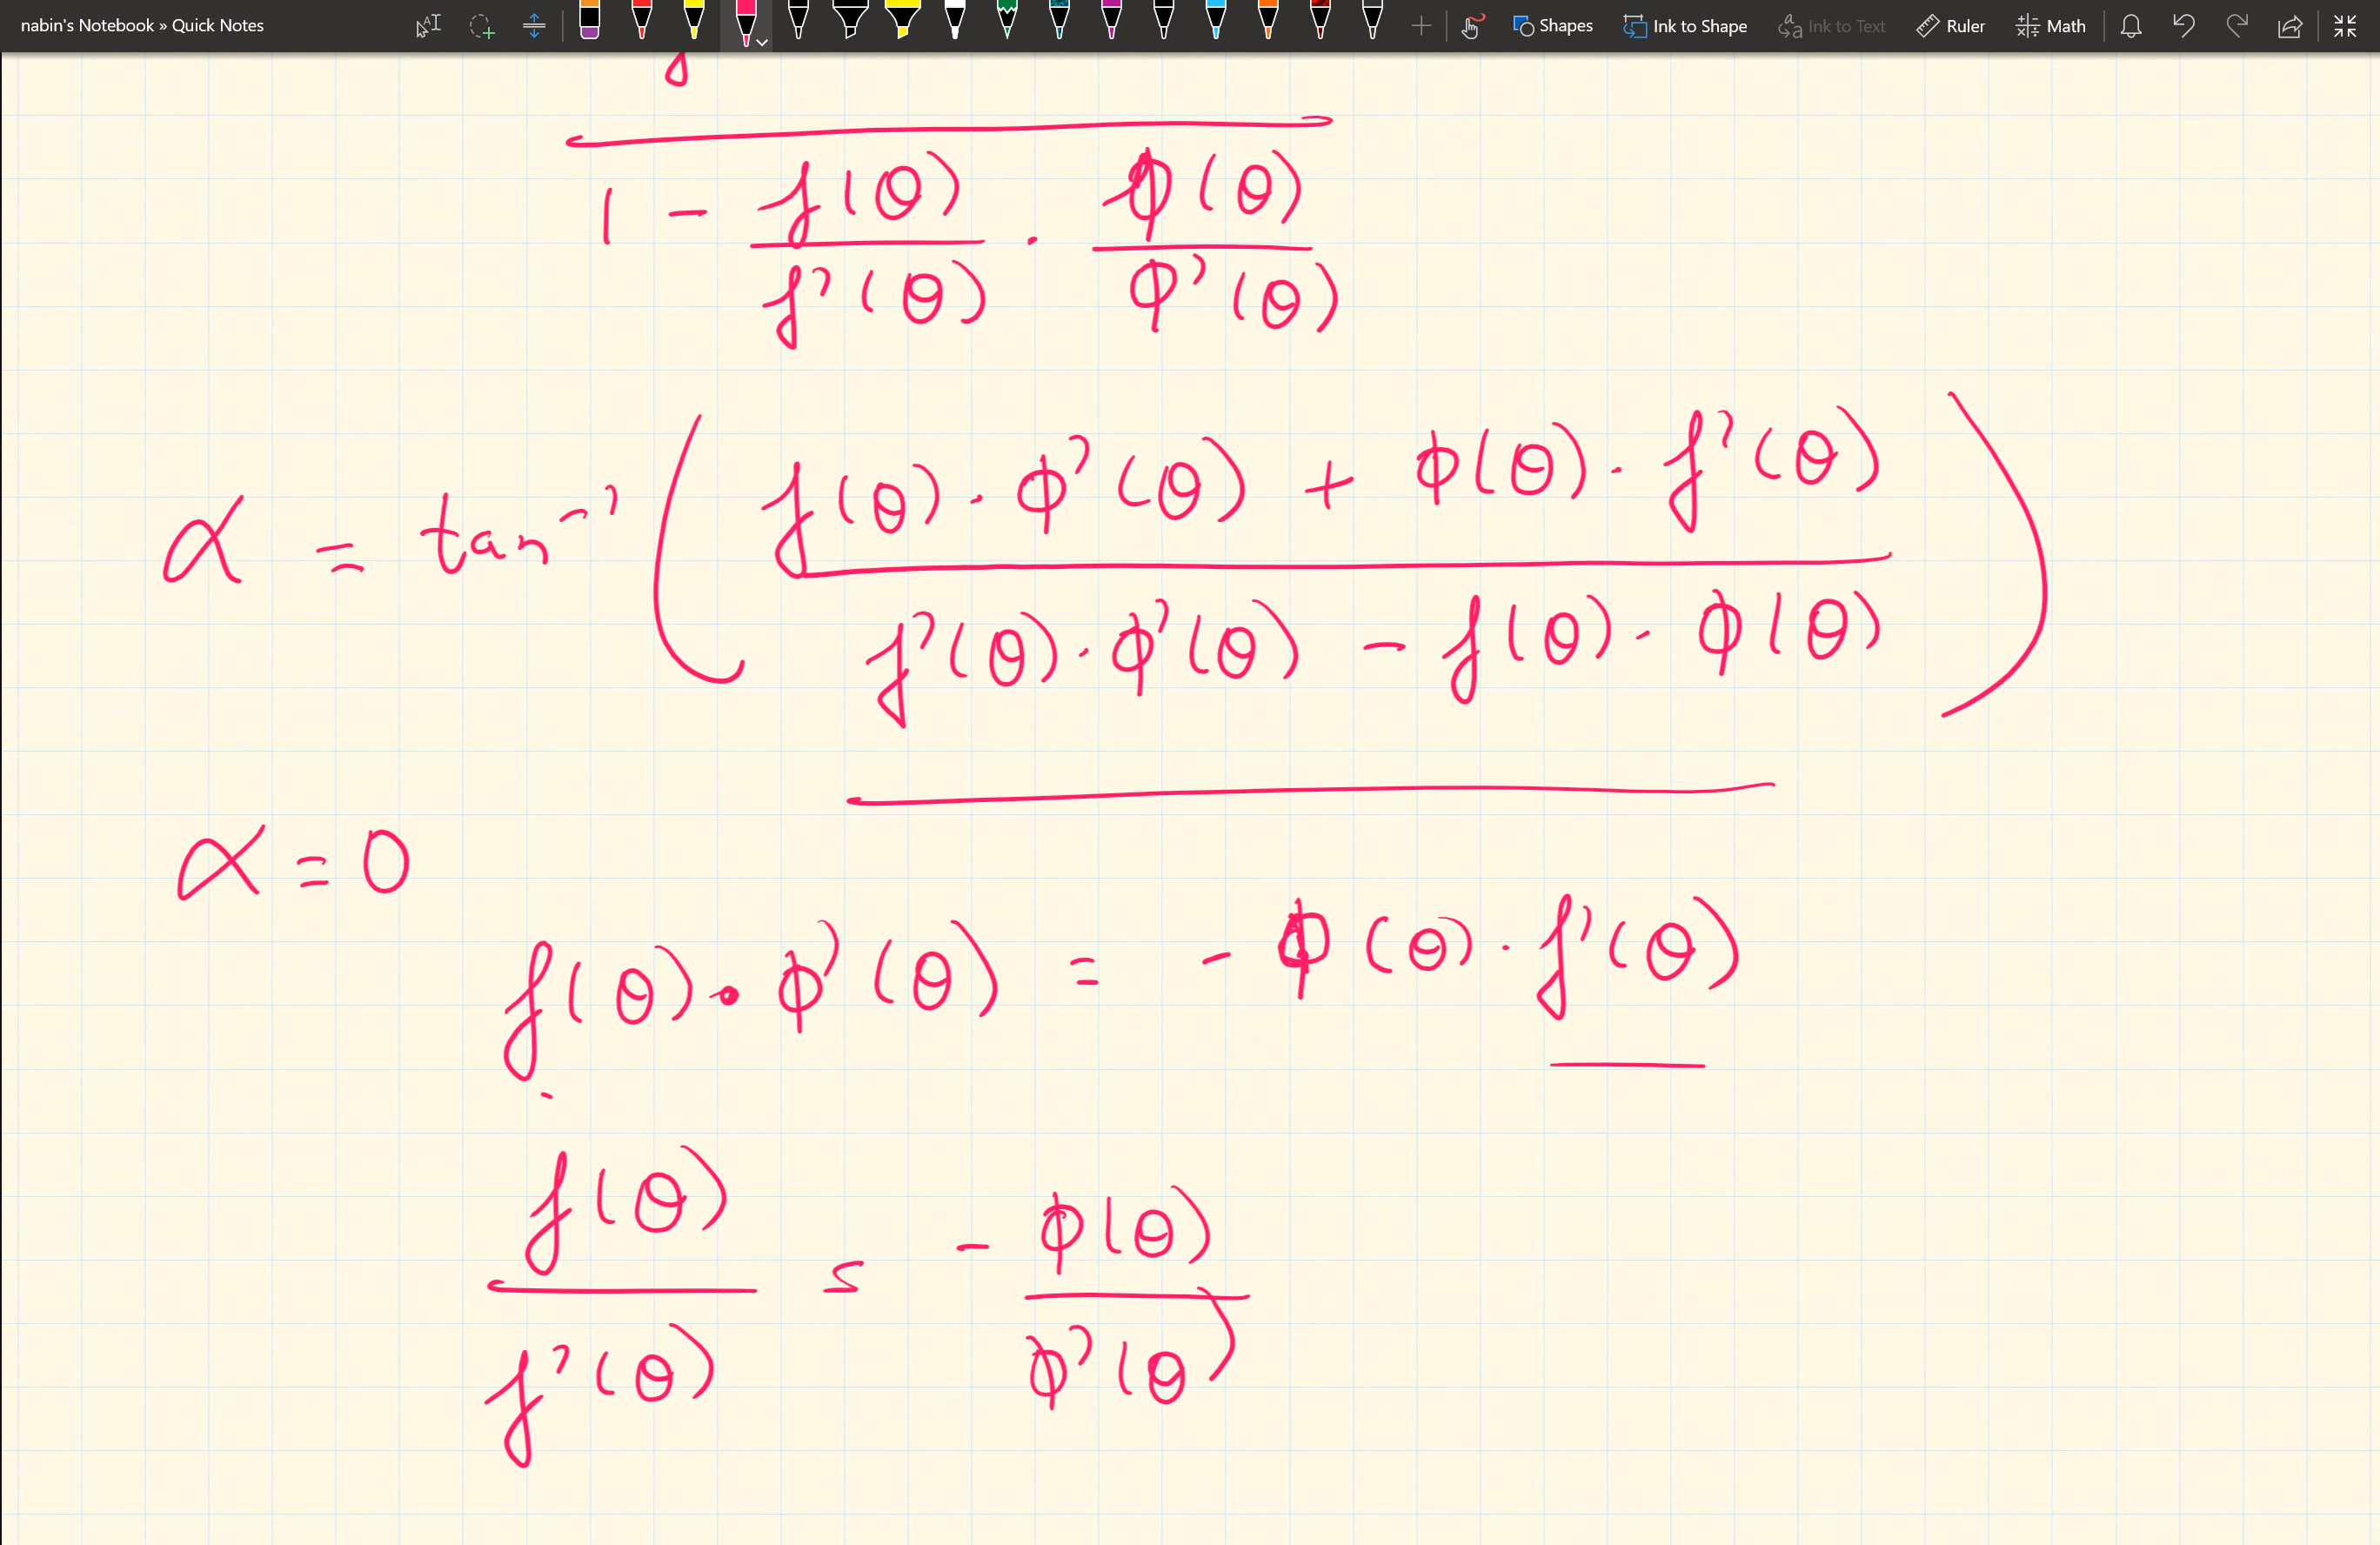 nabin's Notebook » Quick Notes Shapes Ink to Shape Ink to Text Ruler Math
1 - f(θ)/f'(θ) · ϕ(θ)/ϕ'(θ)
α = tan⁻¹ ( f(θ) · ϕ'(θ) + ϕ(θ) · f'(θ) / f'(θ) · ϕ'(θ) - f(θ) · ϕ(θ) )
α = 0
f(θ) · ϕ'(θ) = - ϕ(θ) · f'(θ)
f(θ)/f'(θ) = - ϕ(θ)/ϕ'(θ)